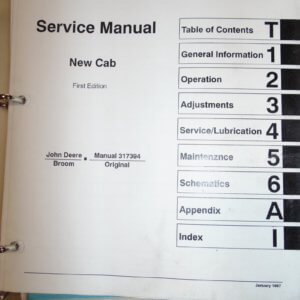 Service Manual
New Cab
First Edition
John Deere
Broom
Manual 317394
Original
Table of Contents T
General Information 1
Operation 2
Adjustments 3
Service/Lubrication 4
Maintenznce 5
Schematics 6
Appendix A
Index I
January 1997